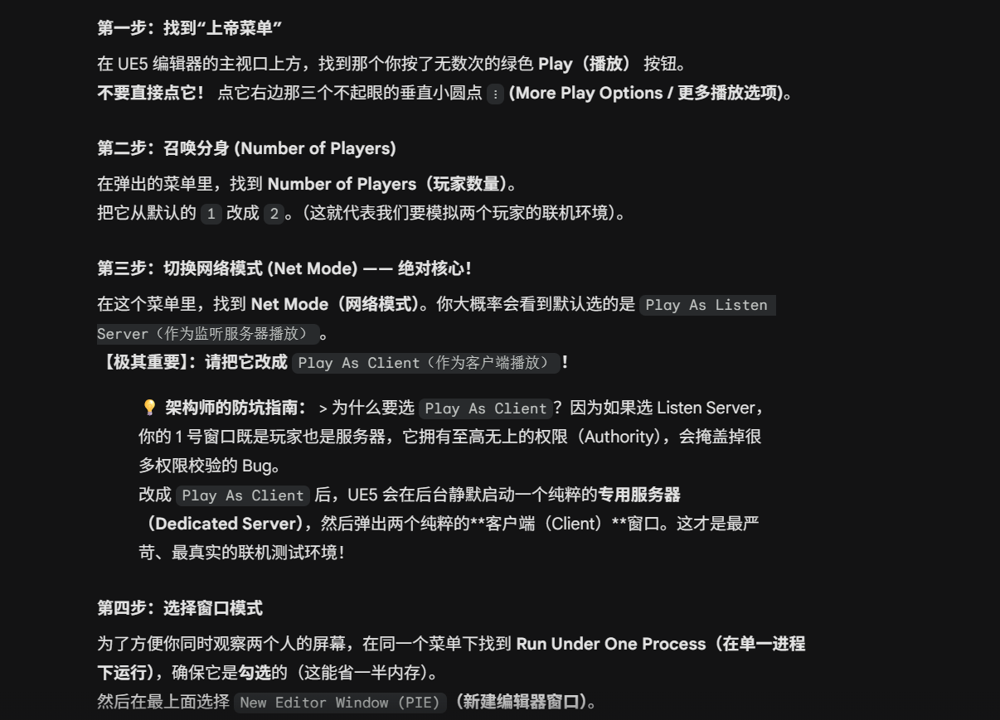 第一步：找到“上帝菜单”
在 UE5 编辑器的主视口上方，找到那个你按了无数次的绿色 Play（播放） 按钮。
不要直接点它！ 点它右边那三个不起眼的垂直小圆点 ⋮ (More Play Options / 更多播放选项)。
第二步：召唤分身 (Number of Players)
在弹出的菜单里，找到 Number of Players（玩家数量）。
把它从默认的 1 改成 2 。（这就代表我们要模拟两个玩家的联机环境）。
第三步：切换网络模式 (Net Mode) —— 绝对核心！
在这个菜单里，找到 Net Mode（网络模式）。你大概率会看到默认选的是 Play As Listen
Server（作为监听服务器播放） 。
【极其重要】：请把它改成 Play As Client（作为客户端播放） ！
💡 架构师的防坑指南： > 为什么要选 Play As Client ？因为如果选 Listen Server，
你的 1 号窗口既是玩家也是服务器，它拥有至高无上的权限（Authority），会掩盖掉很
多权限校验的 Bug。
改成 Play As Client 后，UE5 会在后台静默启动一个纯粹的专用服务器
（Dedicated Server），然后弹出两个纯粹的**客户端（Client）**窗口。这才是最严
苛、最真实的联机测试环境！
第四步：选择窗口模式
为了方便你同时观察两个人的屏幕，在同一个菜单下找到 Run Under One Process（在单一进程
下运行），确保它是勾选的（这能省一半内存）。
然后在最上面选择 New Editor Window (PIE) （新建编辑器窗口）。